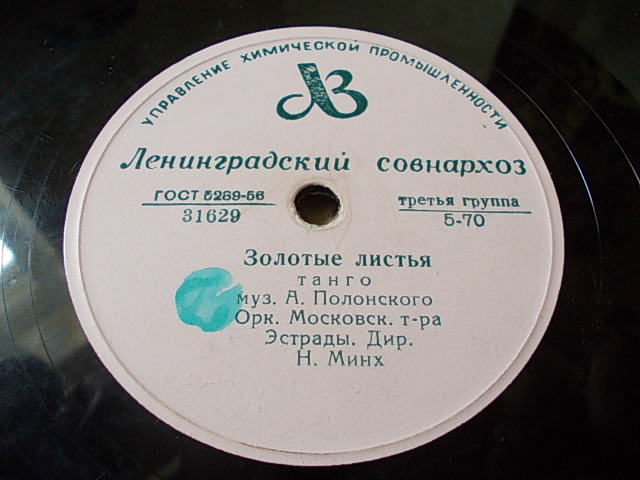 УПРАВЛЕНИЕ ХИМИЧЕСКОЙ ПРОМЫШЛЕННОСТИ
ЛЗ
Ленинградский совнархоз
ГОСТ 5289-56
31629
третья группа
5-70
Золотые листья
танго
муз. А. Полонского
Орк. Московск. т-ра
Эстрады. Дир.
Н. Минх